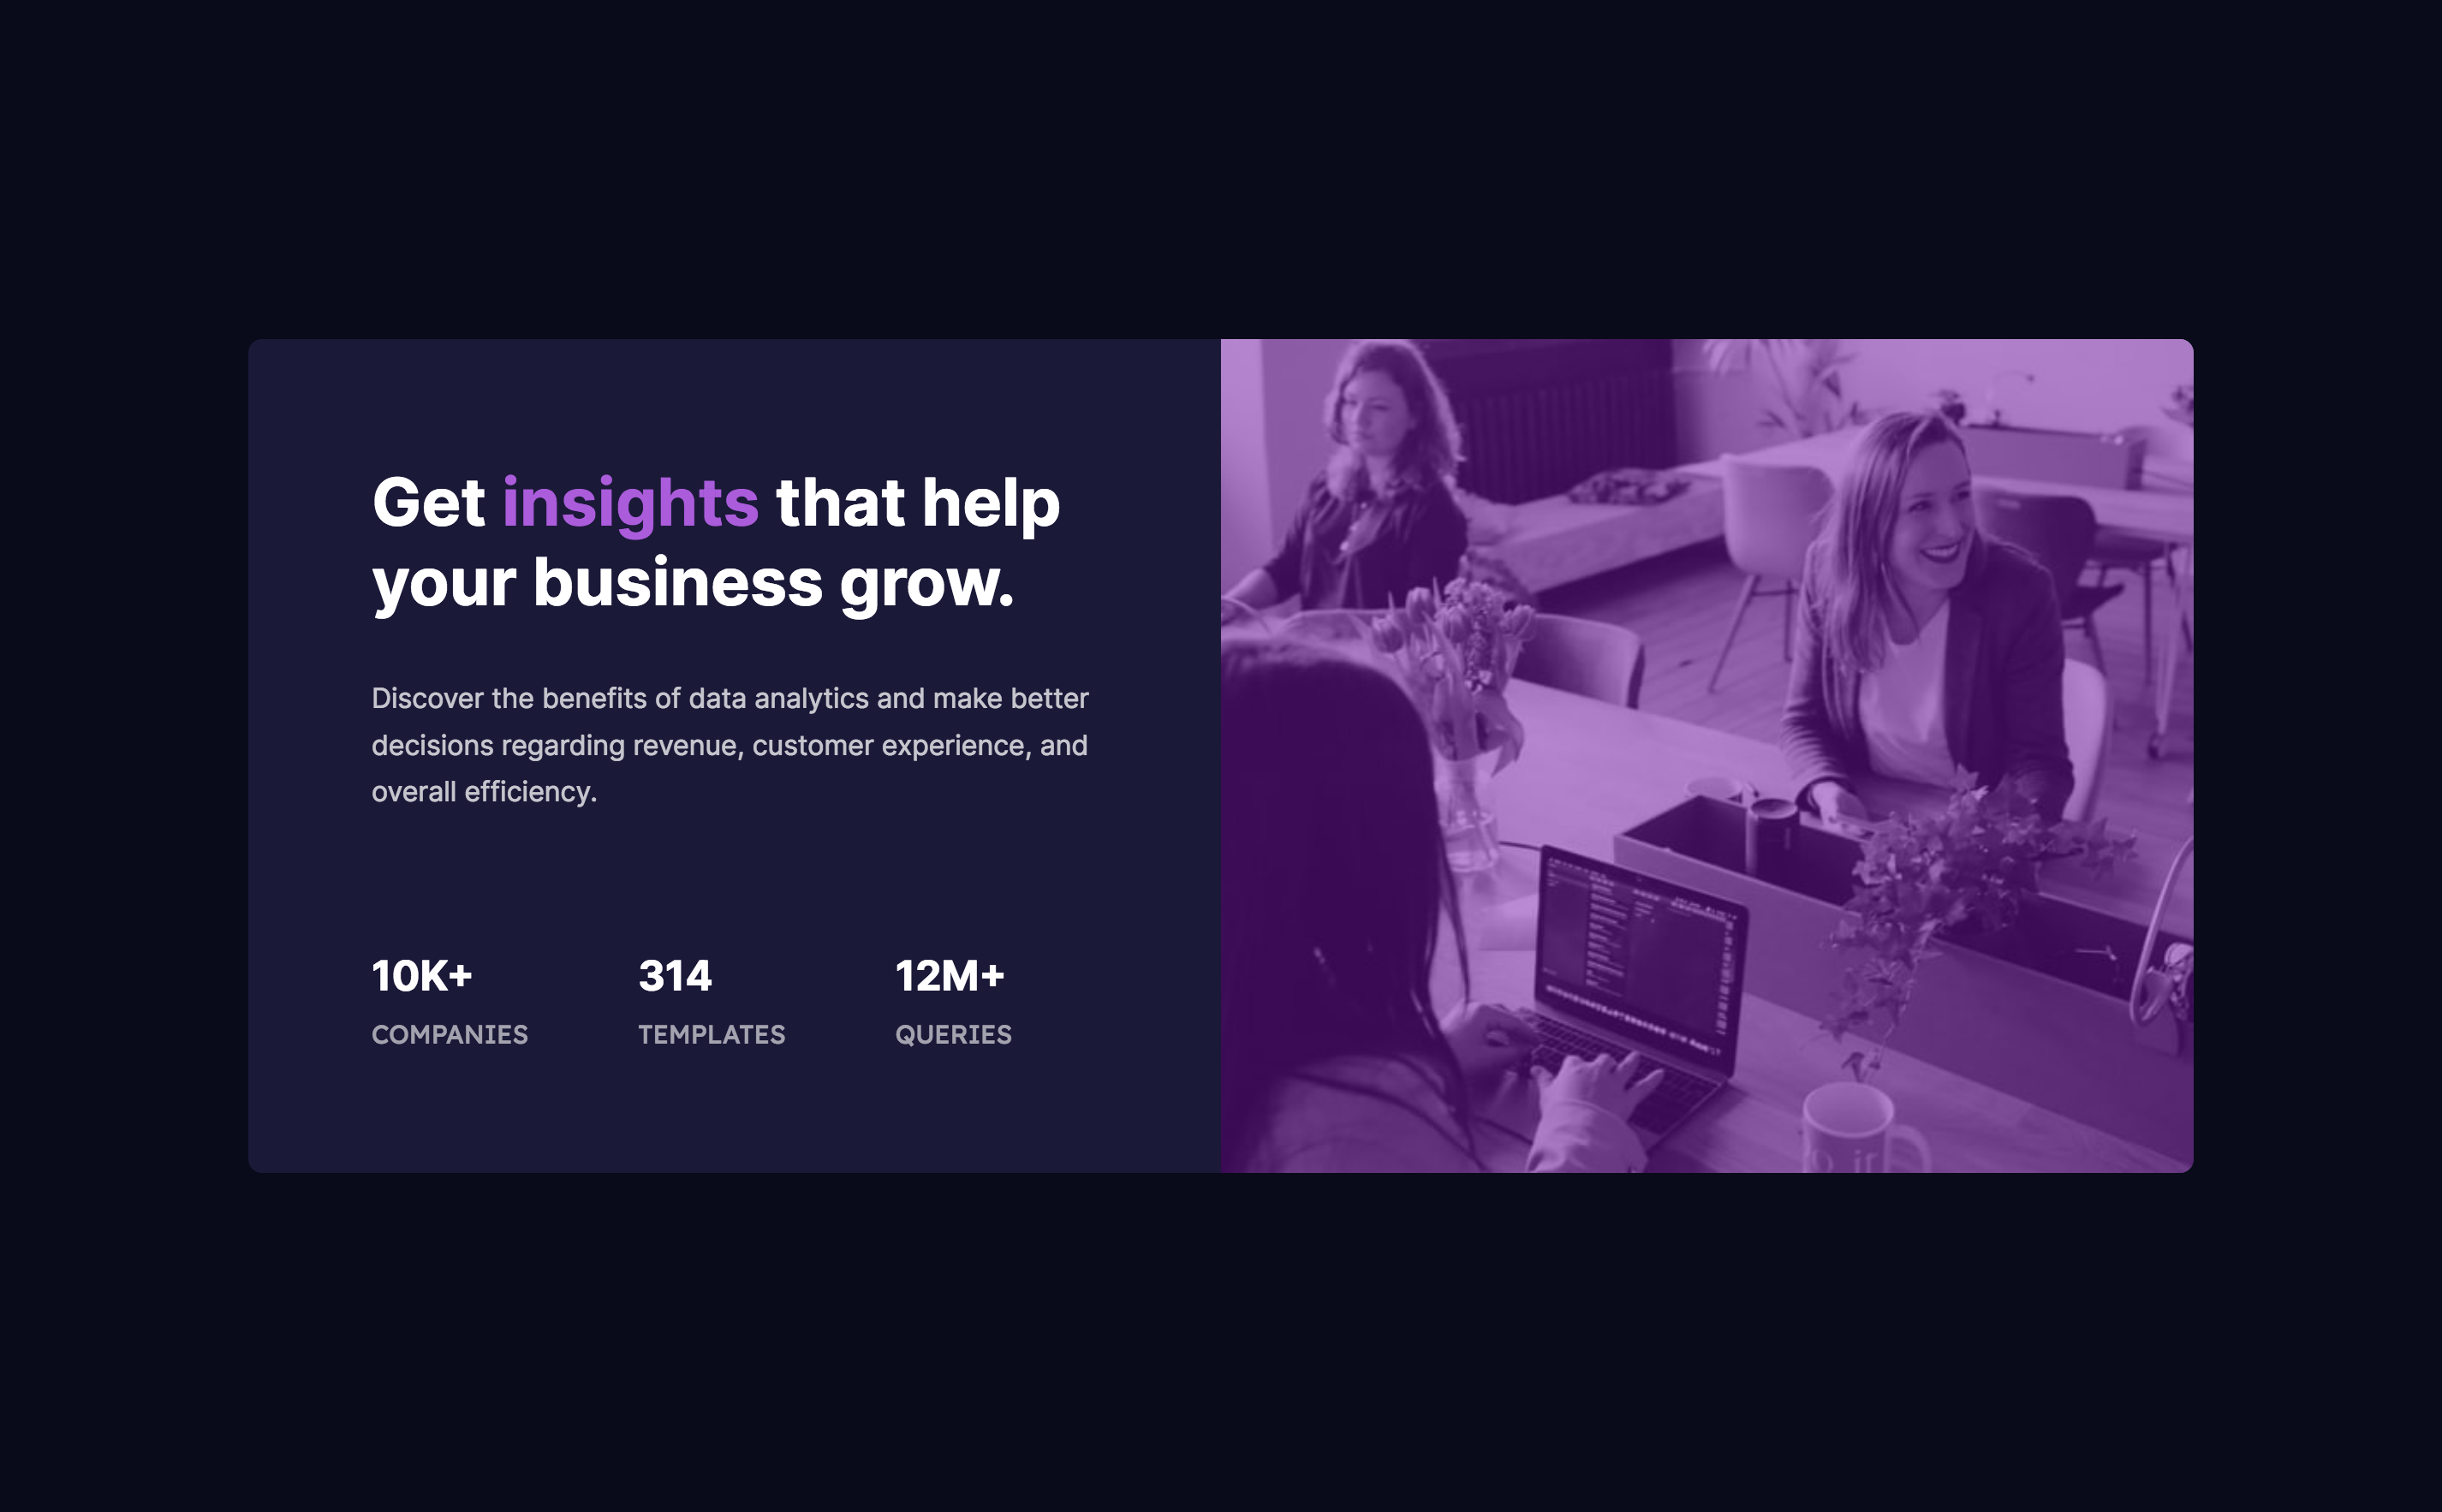 Get insights that help
your business grow.
Discover the benefits of data analytics and make better
decisions regarding revenue, customer experience, and
overall efficiency.
10K+
314
12M+
COMPANIES
TEMPLATES
QUERIES